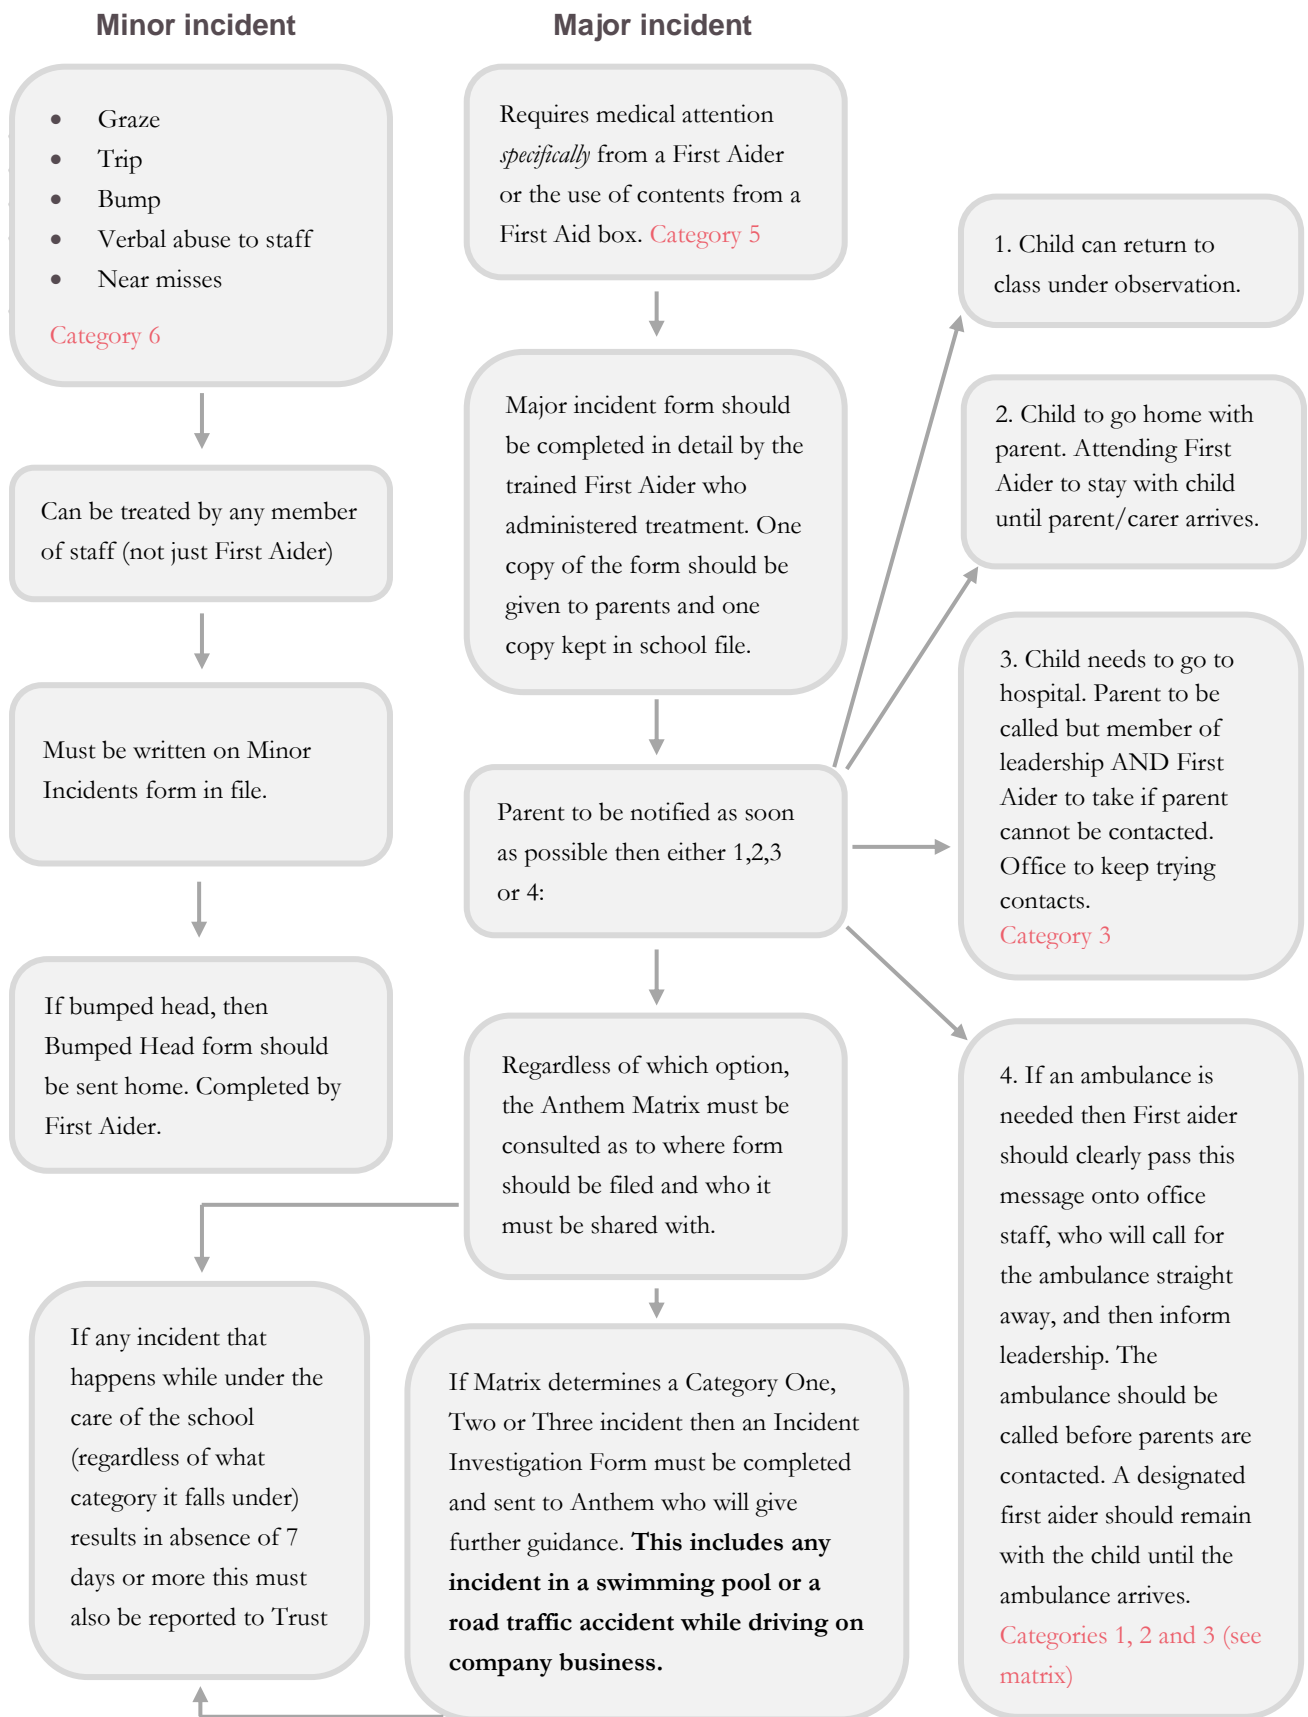 Minor incident
• Graze
• Trip
• Bump
• Verbal abuse to staff
• Near misses
Category 6
Can be treated by any member
of staff (not just First Aider)
Must be written on Minor
Incidents form in file.
If bumped head, then
Bumped Head form should
be sent home. Completed by
First Aider.
Major incident
Requires medical attention
specifically from a First Aider
or the use of contents from a
First Aid box. Category 5
Major incident form should
be completed in detail by the
trained First Aider who
administered treatment. One
copy of the form should be
given to parents and one
copy kept in school file.
Parent to be notified as soon
as possible then either 1,2,3
or 4:
1. Child can return to
class under observation.
2. Child to go home with
parent. Attending First
Aider to stay with child
until parent/carer arrives.
3. Child needs to go to
hospital. Parent to be
called but member of
leadership AND First
Aider to take if parent
cannot be contacted.
Office to keep trying
contacts.
Category 3
4. If an ambulance is
needed then First aider
should clearly pass this
message onto office
staff, who will call for
the ambulance straight
away, and then inform
leadership. The
ambulance should be
called before parents are
contacted. A designated
first aider should remain
with the child until the
ambulance arrives.
Categories 1, 2 and 3 (see
matrix)
Regardless of which option,
the Anthem Matrix must be
consulted as to where form
should be filed and who it
must be shared with.
If any incident that
happens while under the
care of the school
(regardless of what
category it falls under)
results in absence of 7
days or more this must
also be reported to Trust
If Matrix determines a Category One,
Two or Three incident then an Incident
Investigation Form must be completed
and sent to Anthem who will give
further guidance. This includes any
incident in a swimming pool or a
road traffic accident while driving on
company business.